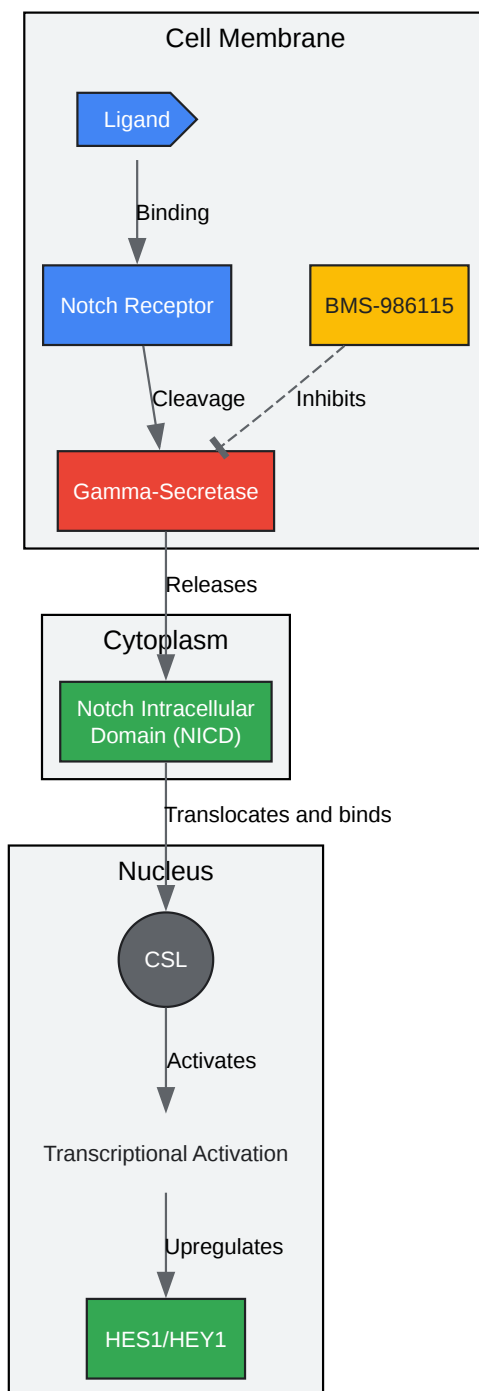 Cell Membrane
Ligand
Binding
Notch Receptor
BMS-986115
Cleavage
Inhibits
Gamma-Secretase
Releases
Cytoplasm
Notch Intracellular
Domain (NICD)
Translocates and binds
Nucleus
CSL
Activates
Transcriptional Activation
Upregulates
HES1/HEY1